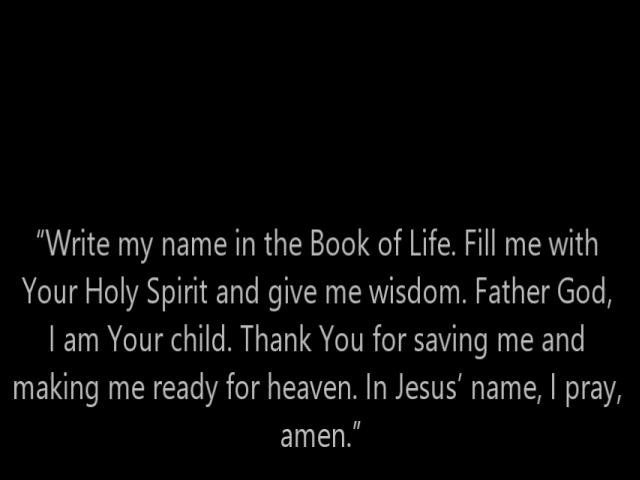 “Write my name in the Book of Life. Fill me with
Your Holy Spirit and give me wisdom. Father God,
I am Your child. Thank You for saving me and
making me ready for heaven. In Jesus’ name, I pray,
amen.”